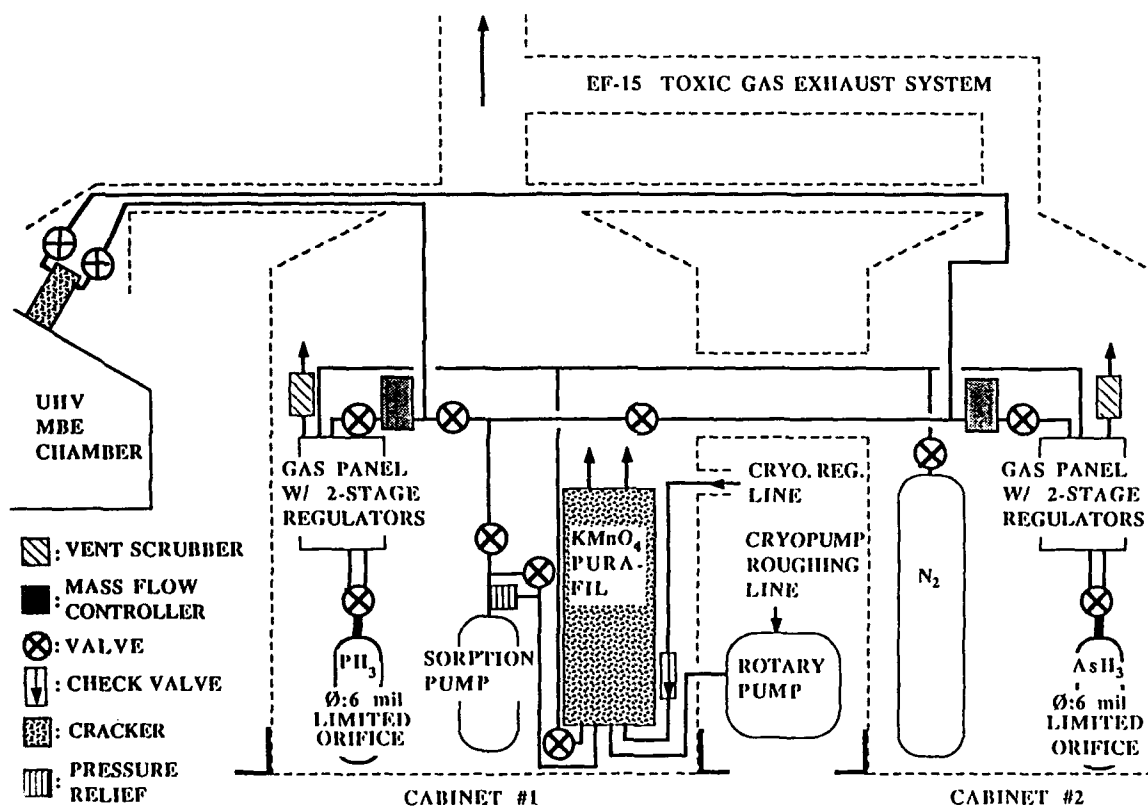 EF-15 TOXIC GAS EXHAUST SYSTEM
UHV
MBE
CHAMBER
GAS PANEL
W/ 2-STAGE
REGULATORS
CRYO. REG.
LINE
GAS PANEL
W/ 2-STAGE
REGULATORS
KMnO4
PURA-
FIL
CRYOPUMP
ROUGHING
LINE
N2
: VENT SCRUBBER
: MASS FLOW
CONTROLLER
: VALVE
: CHECK VALVE
: CRACKER
: PRESSURE
RELIEF
PH3
Ø:6 mil
LIMITED
ORIFICE
SORPTION
PUMP
ROTARY
PUMP
AsH3
Ø:6 mil
LIMITED
ORIFICE
CABINET #1
CABINET #2